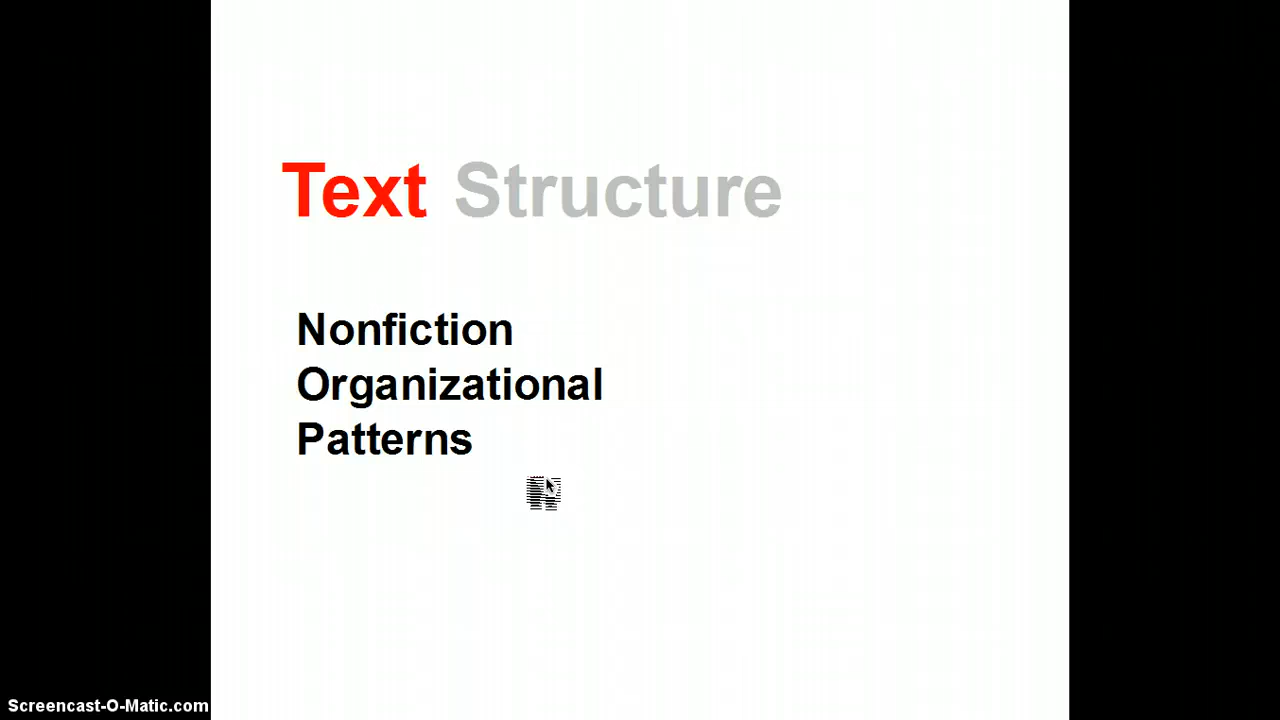 Text Structure
Nonfiction
Organizational
Patterns
Screencast-O-Matic.com